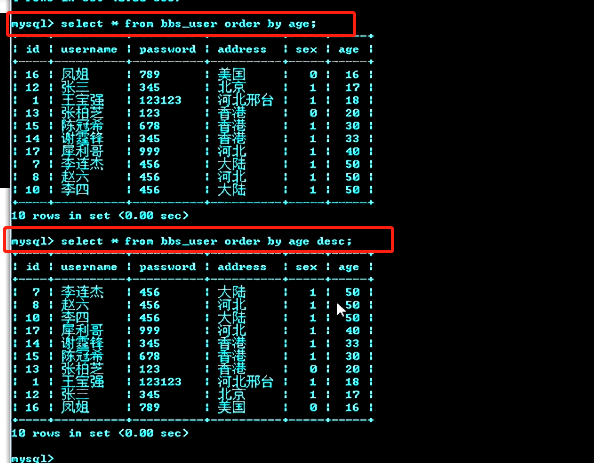 mysql> select * from bbs_user order by age;
| id | username | password | address | sex | age |
| 16 | 凤姐 | 789 | 美国 | 0 | 16 |
| 12 | 张三 | 345 | 北京 | 1 | 17 |
| 1 | 王宝强 | 123123 | 河北邢台 | 1 | 18 |
| 13 | 张柏芝 | 123 | 香港 | 0 | 20 |
| 15 | 陈冠希 | 678 | 香港 | 1 | 30 |
| 14 | 谢霆锋 | 345 | 香港 | 1 | 33 |
| 17 | 犀利哥 | 999 | 河北 | 1 | 40 |
| 7 | 李连杰 | 456 | 大陆 | 1 | 50 |
| 8 | 赵六 | 456 | 河北 | 1 | 50 |
| 10 | 李四 | 456 | 大陆 | 1 | 50 |
10 rows in set <0.00 sec>
mysql> select * from bbs_user order by age desc;
| id | username | password | address | sex | age |
| 7 | 李连杰 | 456 | 大陆 | 1 | 50 |
| 8 | 赵六 | 456 | 河北 | 1 | 50 |
| 10 | 李四 | 456 | 大陆 | 1 | 50 |
| 17 | 犀利哥 | 999 | 河北 | 1 | 40 |
| 14 | 谢霆锋 | 345 | 香港 | 1 | 33 |
| 15 | 陈冠希 | 678 | 香港 | 1 | 30 |
| 13 | 张柏芝 | 123 | 香港 | 0 | 20 |
| 1 | 王宝强 | 123123 | 河北邢台 | 1 | 18 |
| 12 | 张三 | 345 | 北京 | 1 | 17 |
| 16 | 凤姐 | 789 | 美国 | 0 | 16 |
10 rows in set <0.00 sec>
mysql>